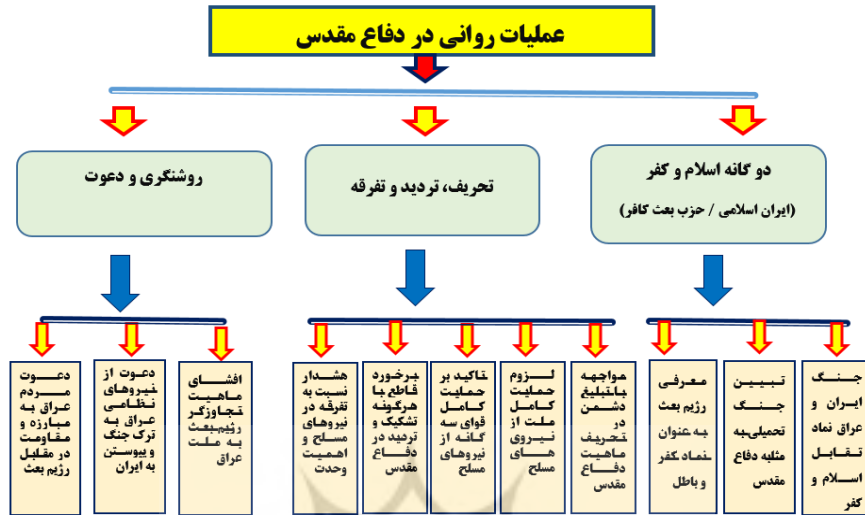 عملیات روانی در دفاع مقدس
دو گانه اسلام و کفر
(ایران اسلامی / حزب بعث کافر)
تحریف، تردید و تفرقه
روشنگری و دعوت
جنگ
ایران و
عراق نماد
تقابل
اسلام و
کفر
تبیین
جنگ
تحمیلی به
مثلبه دفاع
مقدس
معرفی
رژیم بعث
به عنوان
نماد کفر
و باطل
مواجهه
با تبلیغ
دشمن
در
تحریف
ماهیت
دفاع
مقدس
لزوم
حمایت
کامل
ملت از
نیروی
های
مسلح
تاکید بر
حمایت
کامل
قوای سه
گانه از
نیروهای
مسلح
برخورد
قاطع با
هرگونه
تشکیک و
تردید در
دفاع
مقدس
هشدار
نسبت به
تفرقه در
نیروهای
مسلح و
اهمیت
وحدت
افشای
ماهیت
تجاوزگر
رژیم بعث
به ملت
عراق
دعوت از
نیروهای
نظامی
عراق به
ترک جنگ
و پیوستن
به ایران
دعوت
مردم
عراق به
مبارزه و
مقاومت
در مقابل
رژیم بعث